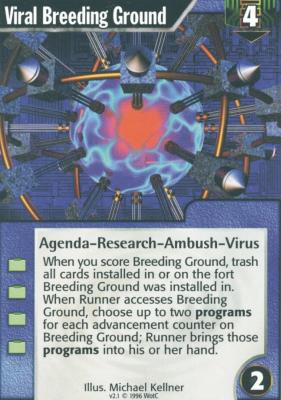 Viral Breeding Ground
4
Agenda-Research-Ambush-Virus
When you score Breeding Ground, trash
all cards installed in or on the fort
Breeding Ground was installed in.
When Runner accesses Breeding
Ground, choose up to two programs
for each advancement counter on
Breeding Ground; Runner brings those
programs into his or her hand.
2
Illus. Michael Kellner
v2.1 © 1996 WotC